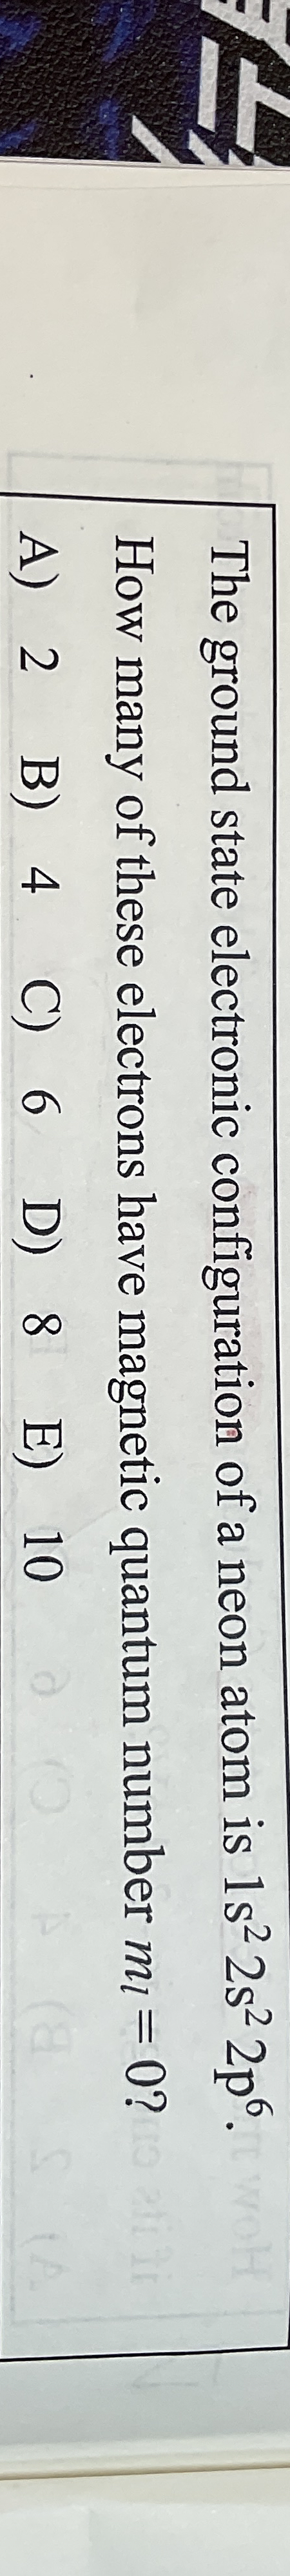 The ground state electronic configuration of a neon atom is 1s² 2s² 2p⁶.
How many of these electrons have magnetic quantum number mₗ = 0?
A) 2 B) 4 C) 6 D) 8 E) 10